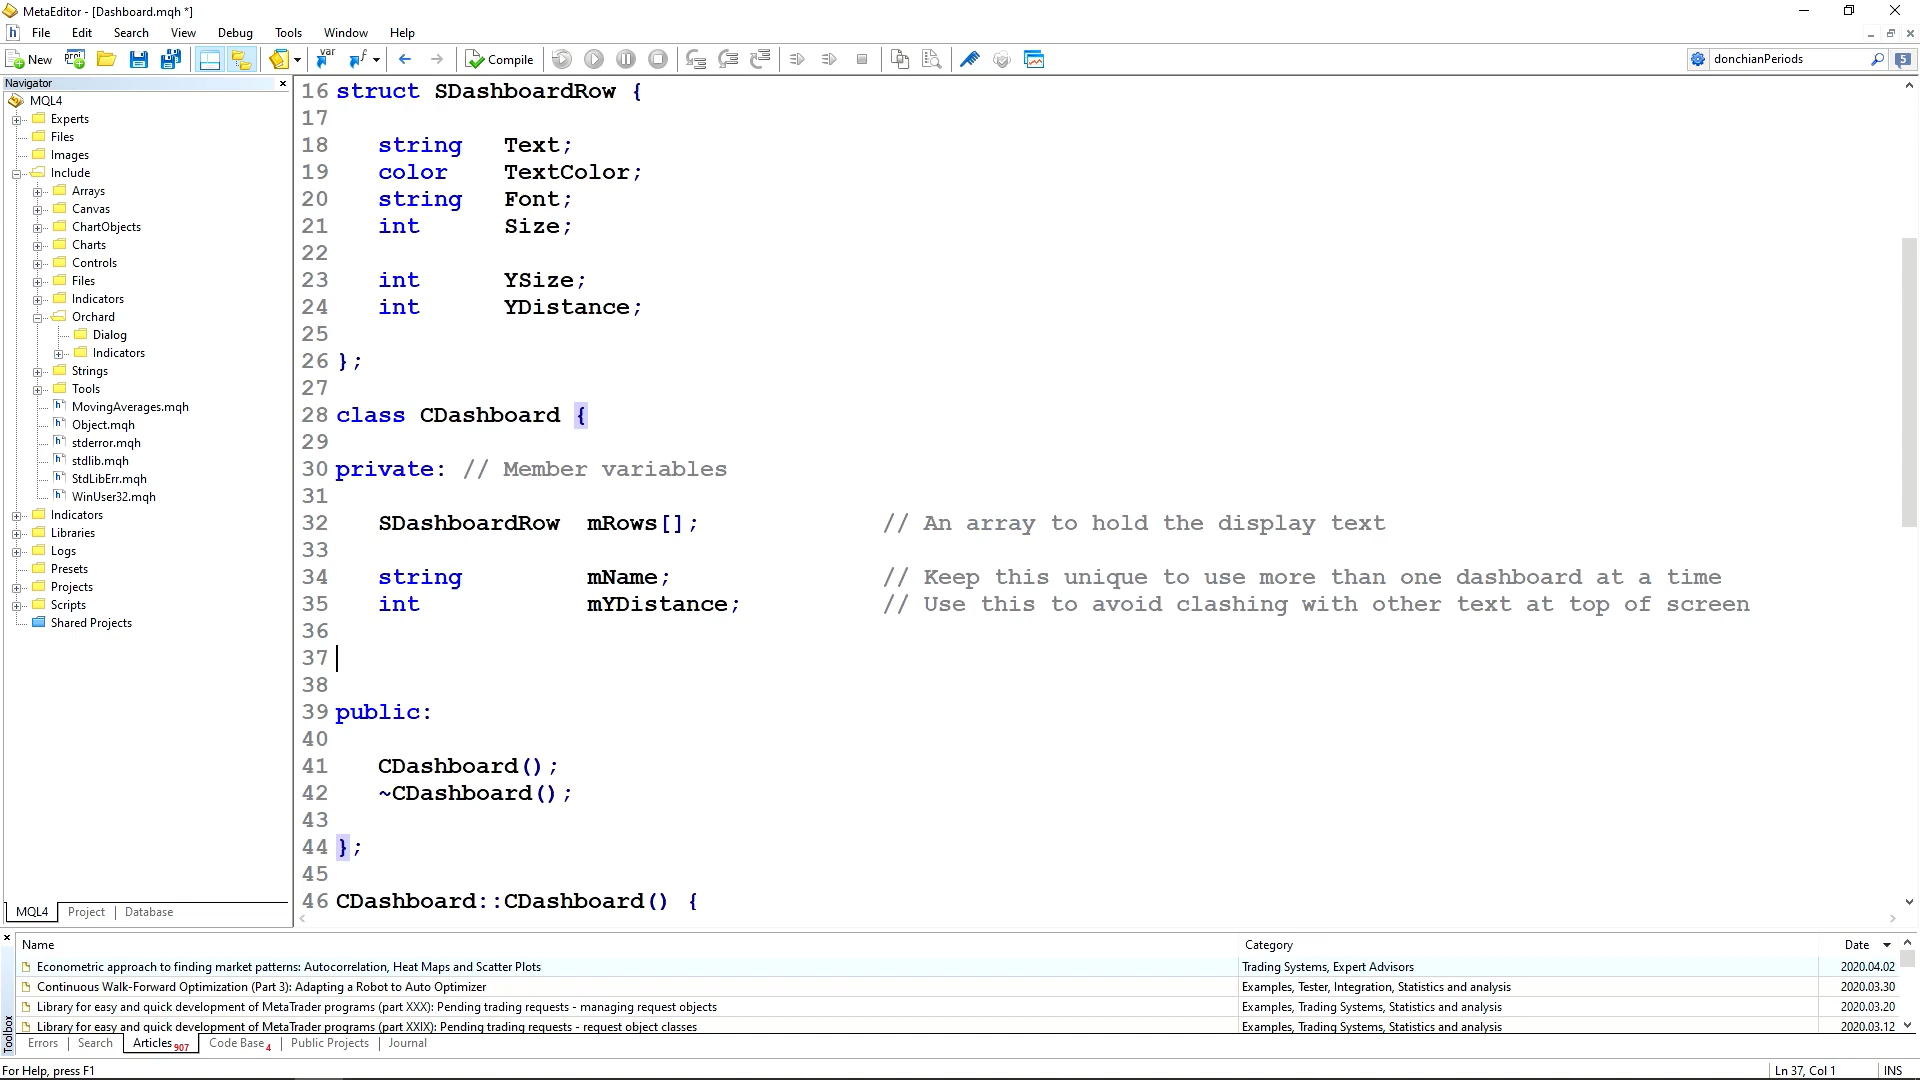 MetaEditor - [Dashboard.mqh *]
File Edit Search View Debug Tools Window Help
New Compile donchianPeriods 5
Navigator
MQL4
Experts
Files
Images
Include
Arrays
Canvas
ChartObjects
Charts
Controls
Files
Indicators
Orchard
Dialog
Indicators
Strings
Tools
MovingAverages.mqh
Object.mqh
stderror.mqh
stdlib.mqh
StdLibErr.mqh
WinUser32.mqh
Indicators
Libraries
Logs
Presets
Projects
Scripts
Shared Projects
MQL4 Project Database
16 struct SDashboardRow {
17
18 string Text;
19 color TextColor;
20 string Font;
21 int Size;
22
23 int YSize;
24 int YDistance;
25
26 };
27
28 class CDashboard {
29
30 private: // Member variables
31
32 SDashboardRow mRows[]; // An array to hold the display text
33
34 string mName; // Keep this unique to use more than one dashboard at a time
35 int mYDistance; // Use this to avoid clashing with other text at top of screen
36
37
38
39 public:
40
41 CDashboard();
42 ~CDashboard();
43
44 };
45
46 CDashboard::CDashboard() {
Name Category Date
Econometric approach to finding market patterns: Autocorrelation, Heat Maps and Scatter Plots Trading Systems, Expert Advisors 2020.04.02
Continuous Walk-Forward Optimization (Part 3): Adapting a Robot to Auto Optimizer Examples, Tester, Integration, Statistics and analysis 2020.03.30
Library for easy and quick development of MetaTrader programs (part XXX): Pending trading requests - managing request objects Examples, Trading Systems, Statistics and analysis 2020.03.20
Library for easy and quick development of MetaTrader programs (part XXIX): Pending trading requests - request object classes Examples, Trading Systems, Statistics and analysis 2020.03.12
Toolbox
Errors Search Articles 907 Code Base 4 Public Projects Journal
For Help, press F1 Ln 37, Col 1 INS